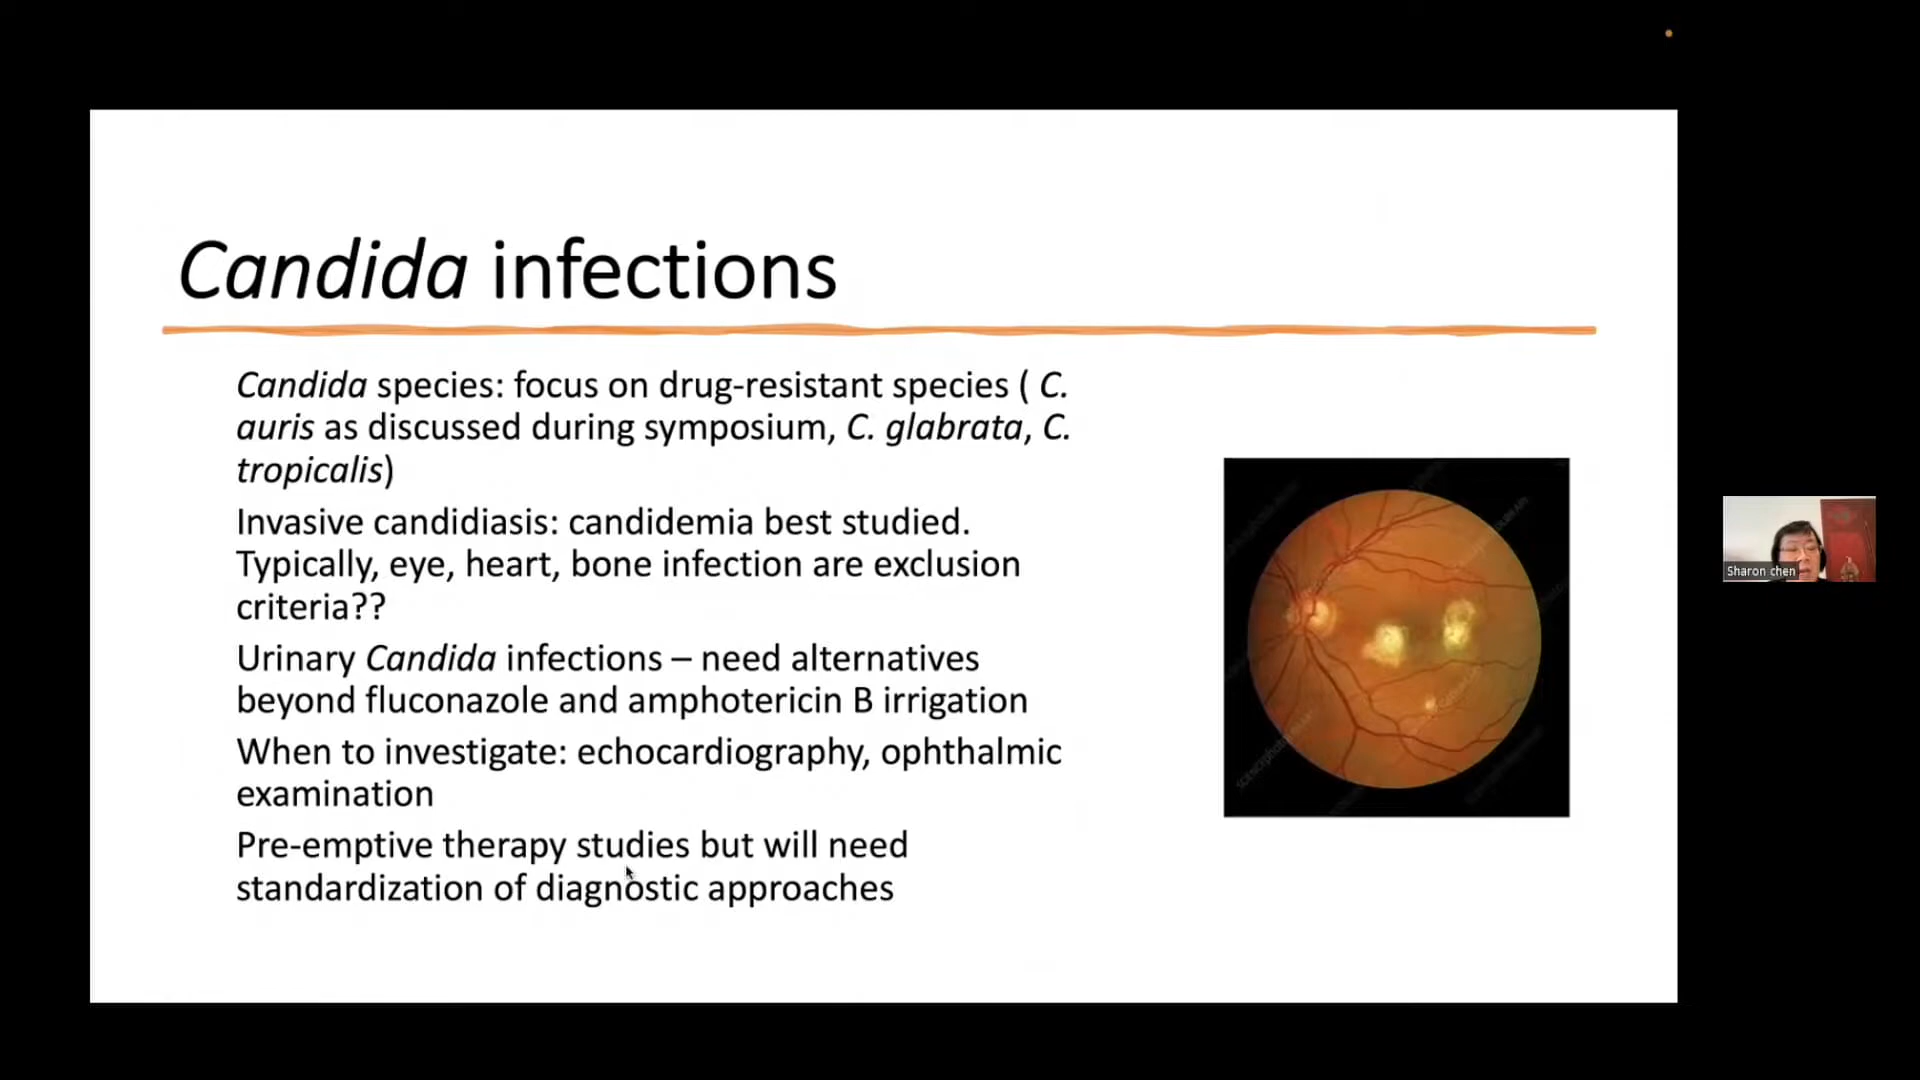 Candida infections
Candida species: focus on drug-resistant species ( C.
auris as discussed during symposium, C. glabrata, C.
tropicalis)
Invasive candidiasis: candidemia best studied.
Typically, eye, heart, bone infection are exclusion
criteria??
Urinary Candida infections – need alternatives
beyond fluconazole and amphotericin B irrigation
When to investigate: echocardiography, ophthalmic
examination
Pre-emptive therapy studies but will need
standardization of diagnostic approaches
Sharon chen